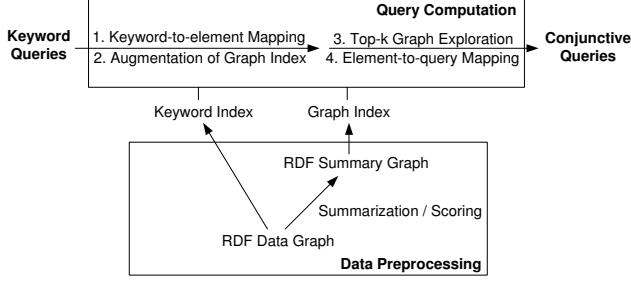 Query Computation
Keyword
Queries
1. Keyword-to-element Mapping
2. Augmentation of Graph Index
3. Top-k Graph Exploration
4. Element-to-query Mapping
Conjunctive
Queries
Keyword Index
Graph Index
RDF Summary Graph
Summarization / Scoring
RDF Data Graph
Data Preprocessing